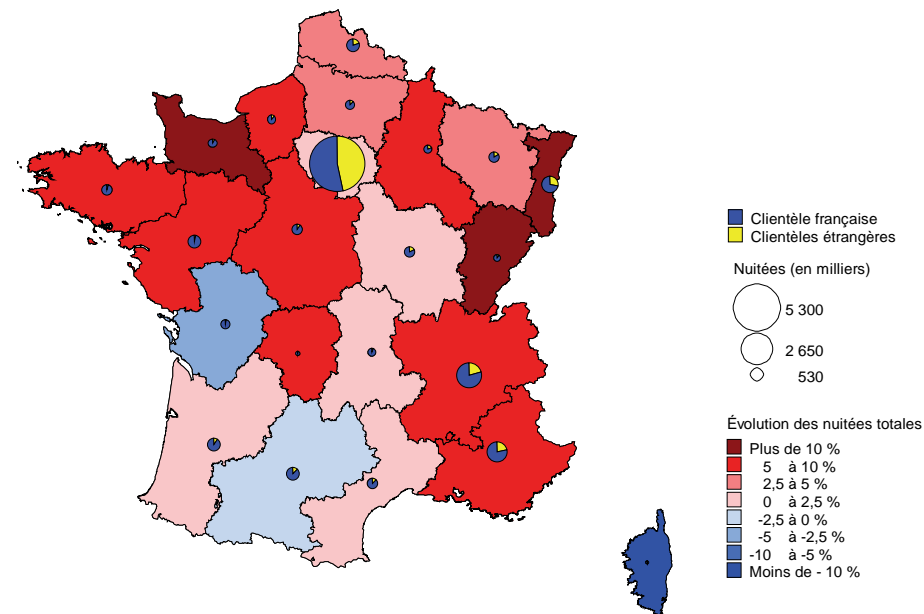 Clientèle française
Clientèles étrangères
Nuitées (en milliers)
5 300
2 650
530
Évolution des nuitées totales
Plus de 10 %
5 à 10 %
2,5 à 5 %
0 à 2,5 %
-2,5 à 0 %
-5 à -2,5 %
-10 à -5 %
Moins de - 10 %